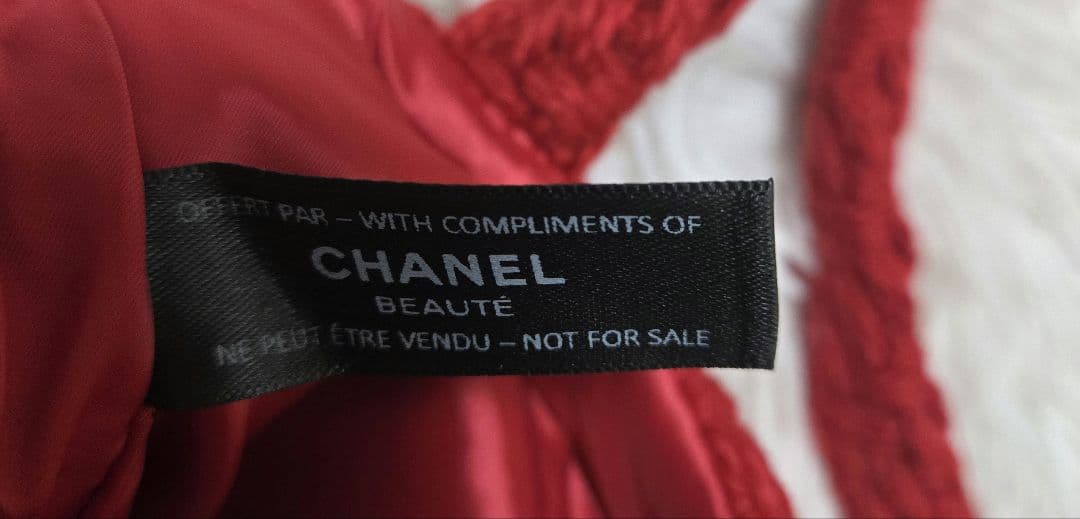 OFFERT PAR – WITH COMPLIMENTS OF
CHANEL
BEAUTÉ
NE PEUT ÊTRE VENDU – NOT FOR SALE